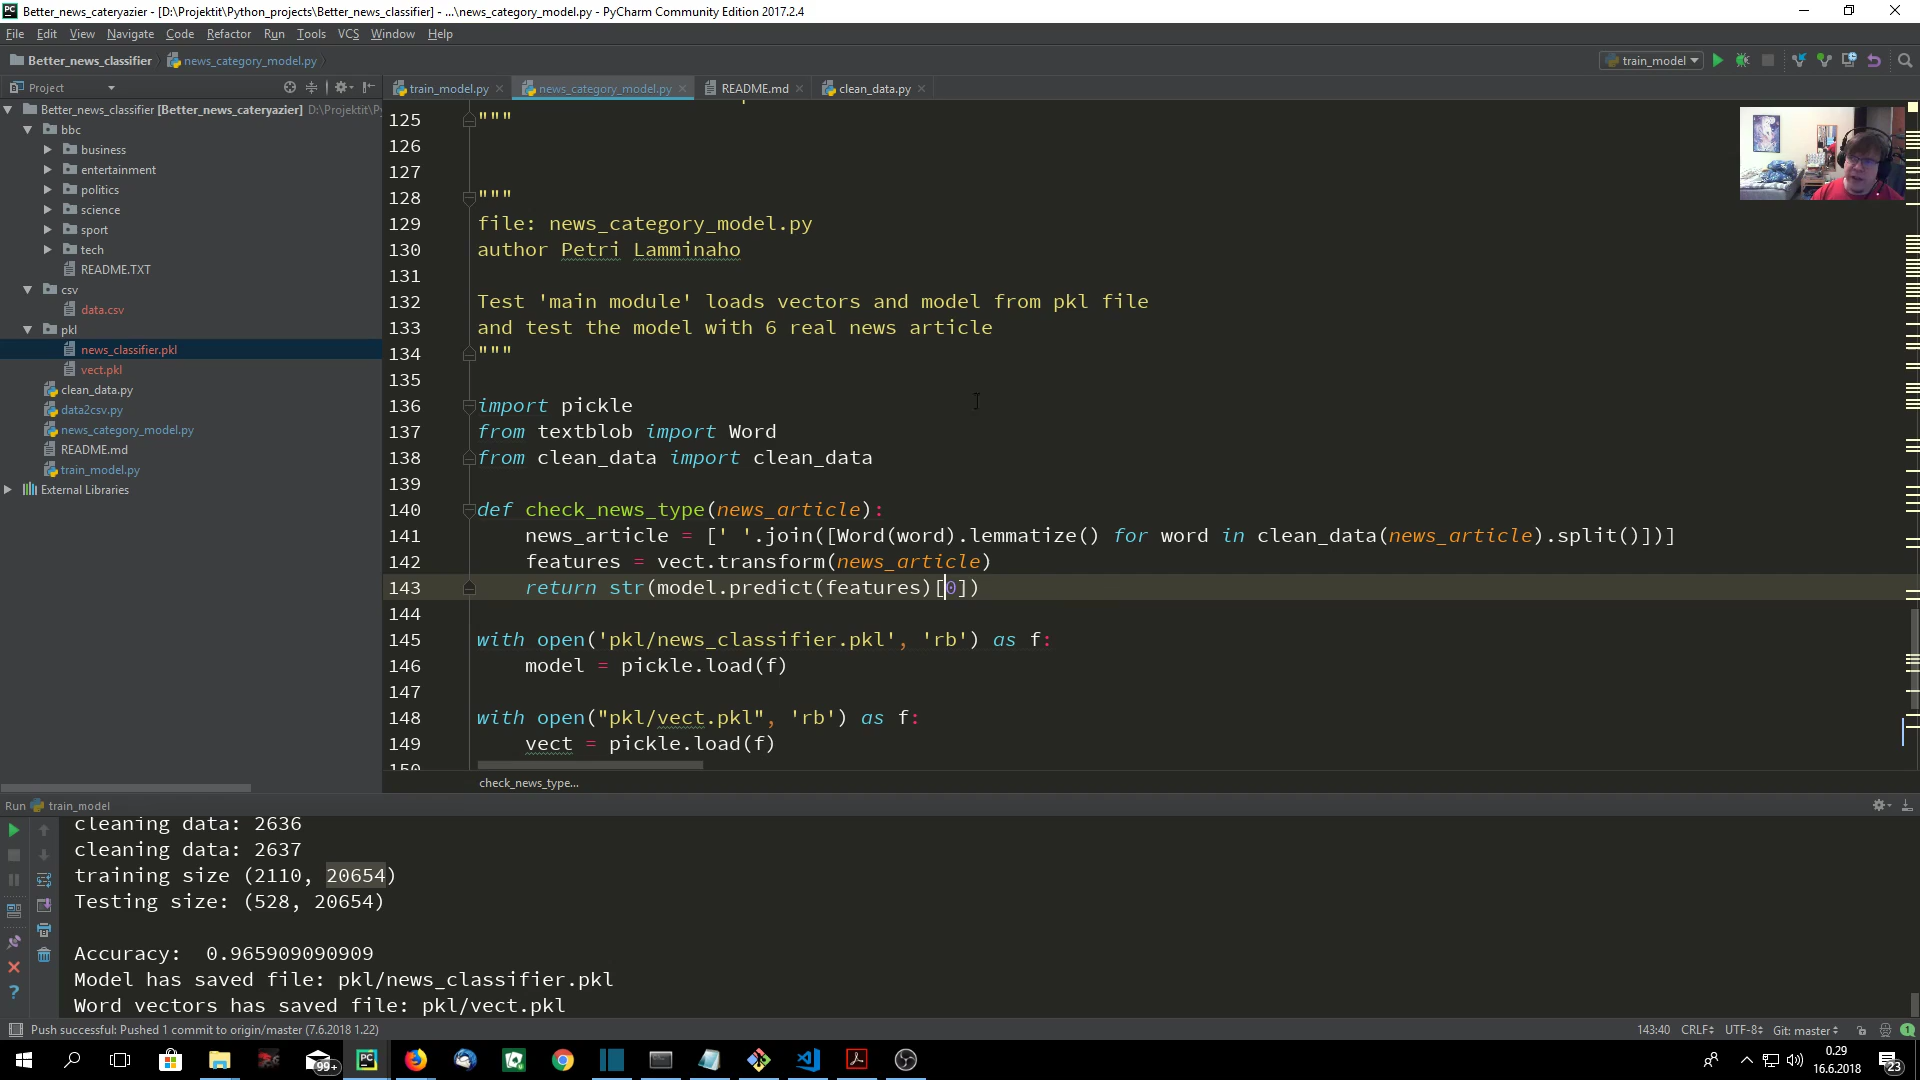 Better_news_cateryazier - [D:\Projektit\Python_projects\Better_news_classifier] - ...\news_category_model.py - PyCharm Community Edition 2017.2.4
File Edit View Navigate Code Refactor Run Tools VCS Window Help
Better_news_classifier news_category_model.py train_model
Project
train_model.py news_category_model.py README.md clean_data.py
Better_news_classifier [Better_news_cateryazier] D:\Projektit\Py
bbc
business
entertainment
politics
science
sport
tech
README.TXT
csv
data.csv
pkl
news_classifier.pkl
vect.pkl
clean_data.py
data2csv.py
news_category_model.py
README.md
train_model.py
External Libraries
125 """
126
127
128 """
129 file: news_category_model.py
130 author Petri Lamminaho
131
132 Test 'main module' loads vectors and model from pkl file
133 and test the model with 6 real news article
134 """
135
136 import pickle
137 from textblob import Word
138 from clean_data import clean_data
139
140 def check_news_type(news_article):
141 news_article = [' '.join([Word(word).lemmatize() for word in clean_data(news_article).split()])]
142 features = vect.transform(news_article)
143 return str(model.predict(features)[0])
144
145 with open('pkl/news_classifier.pkl', 'rb') as f:
146 model = pickle.load(f)
147
148 with open("pkl/vect.pkl", 'rb') as f:
149 vect = pickle.load(f)
150
check_news_type...
Run train_model
cleaning data: 2636
cleaning data: 2637
training size (2110, 20654)
Testing size: (528, 20654)
Accuracy: 0.965909090909
Model has saved file: pkl/news_classifier.pkl
Word vectors has saved file: pkl/vect.pkl
Push successful: Pushed 1 commit to origin/master (7.6.2018 1.22)
143:40 CRLF UTF-8 Git: master
1
99+
PC
0.29
16.6.2018
23